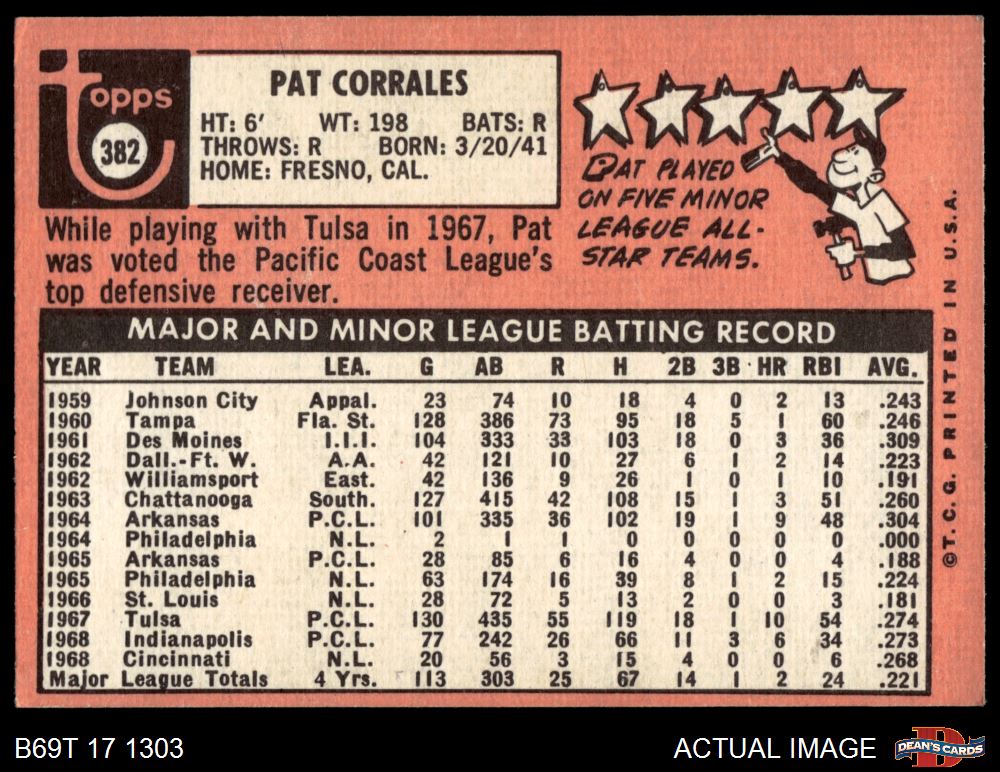 Topps
382
PAT CORRALES
HT: 6' WT: 198 BATS: R
THROWS: R BORN: 3/20/41
HOME: FRESNO, CAL.
PAT PLAYED
ON FIVE MINOR
LEAGUE ALL-
STAR TEAMS.
While playing with Tulsa in 1967, Pat
was voted the Pacific Coast League's
top defensive receiver.
MAJOR AND MINOR LEAGUE BATTING RECORD
YEAR TEAM LEA. G AB R H 2B 3B HR RBI AVG.
1959 Johnson City Appal. 23 74 10 18 4 0 2 13 .243
1960 Tampa Fla. St. 128 386 73 95 18 5 1 60 .246
1961 Des Moines I.I.I. 104 333 33 103 18 0 3 36 .309
1962 Dall.-Ft. W. A.A. 42 121 10 27 6 1 2 14 .223
1962 Williamsport East. 42 136 9 26 1 0 1 10 .191
1963 Chattanooga South. 127 415 42 108 15 1 3 51 .260
1964 Arkansas P.C.L. 101 335 36 102 19 1 9 48 .304
1964 Philadelphia N.L. 2 1 1 0 0 0 0 0 .000
1965 Arkansas P.C.L. 28 85 6 16 4 0 0 4 .188
1965 Philadelphia N.L. 63 174 16 39 8 1 2 15 .224
1966 St. Louis N.L. 28 72 5 13 2 0 0 3 .181
1967 Tulsa P.C.L. 130 435 55 119 18 1 10 54 .274
1968 Indianapolis P.C.L. 77 242 26 66 11 3 6 34 .273
1968 Cincinnati N.L. 20 56 3 15 4 0 0 6 .268
Major League Totals 4 Yrs. 113 303 25 67 14 1 2 24 .221
©T.C.G. PRINTED IN U.S.A.
B69T 17 1303
ACTUAL IMAGE
D
DEAN'S CARDS